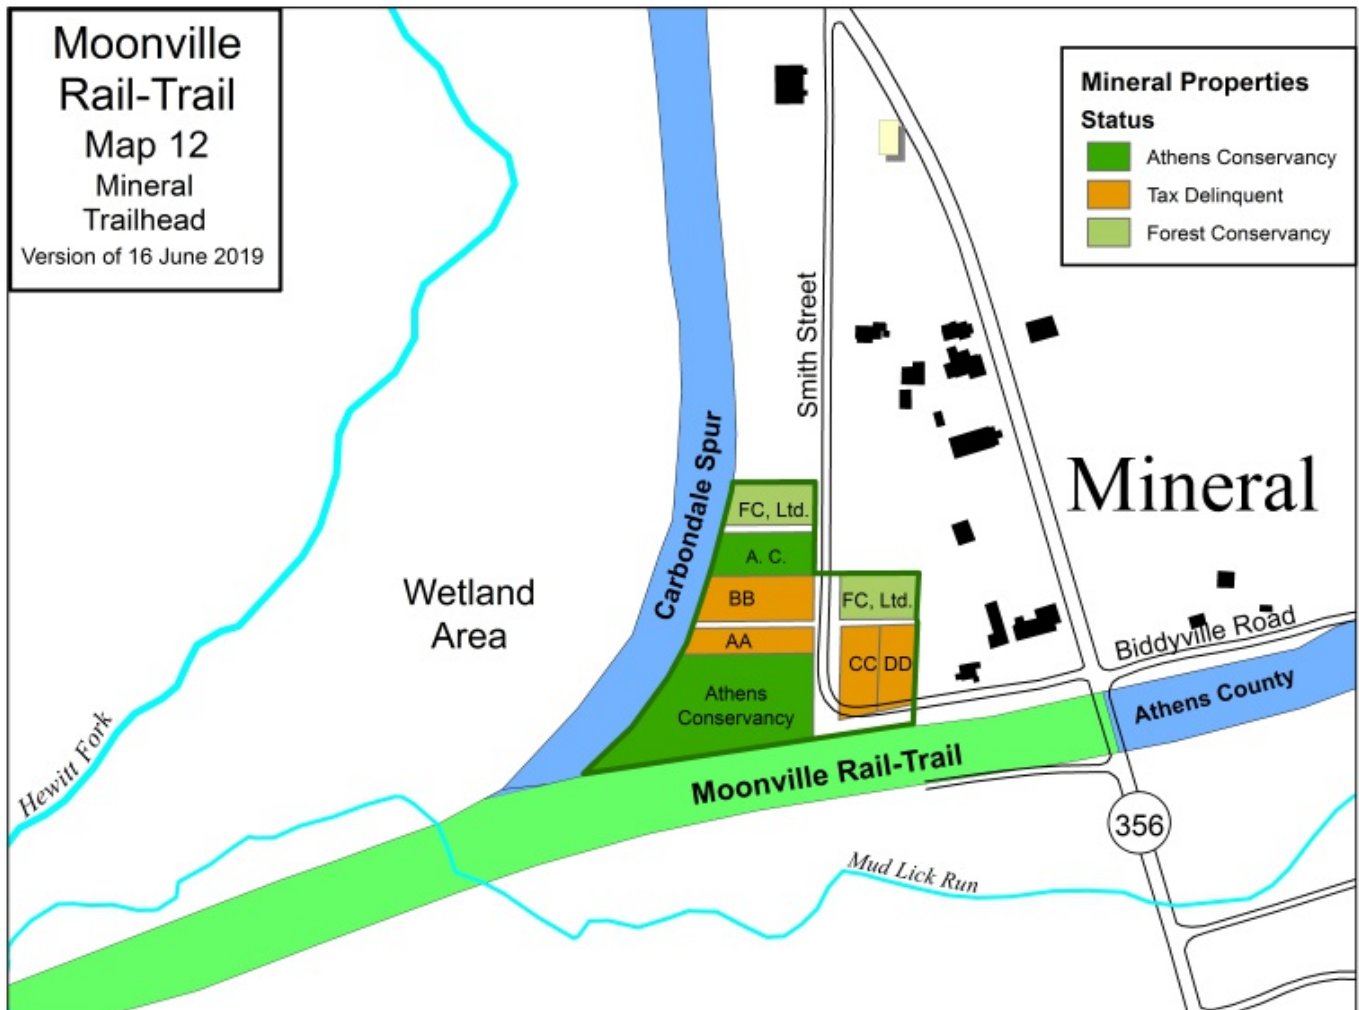 Moonville
Rail-Trail
Map 12
Mineral
Trailhead
Version of 16 June 2019
Mineral Properties
Status
Athens Conservancy
Tax Delinquent
Forest Conservancy
Smith Street
Carbondale Spur
Mineral
FC, Ltd.
A. C.
BB
FC, Ltd.
AA
CC
DD
Athens
Conservancy
Wetland
Area
Biddyville Road
Athens County
Moonville Rail-Trail
Hewitt Fork
356
Mud Lick Run